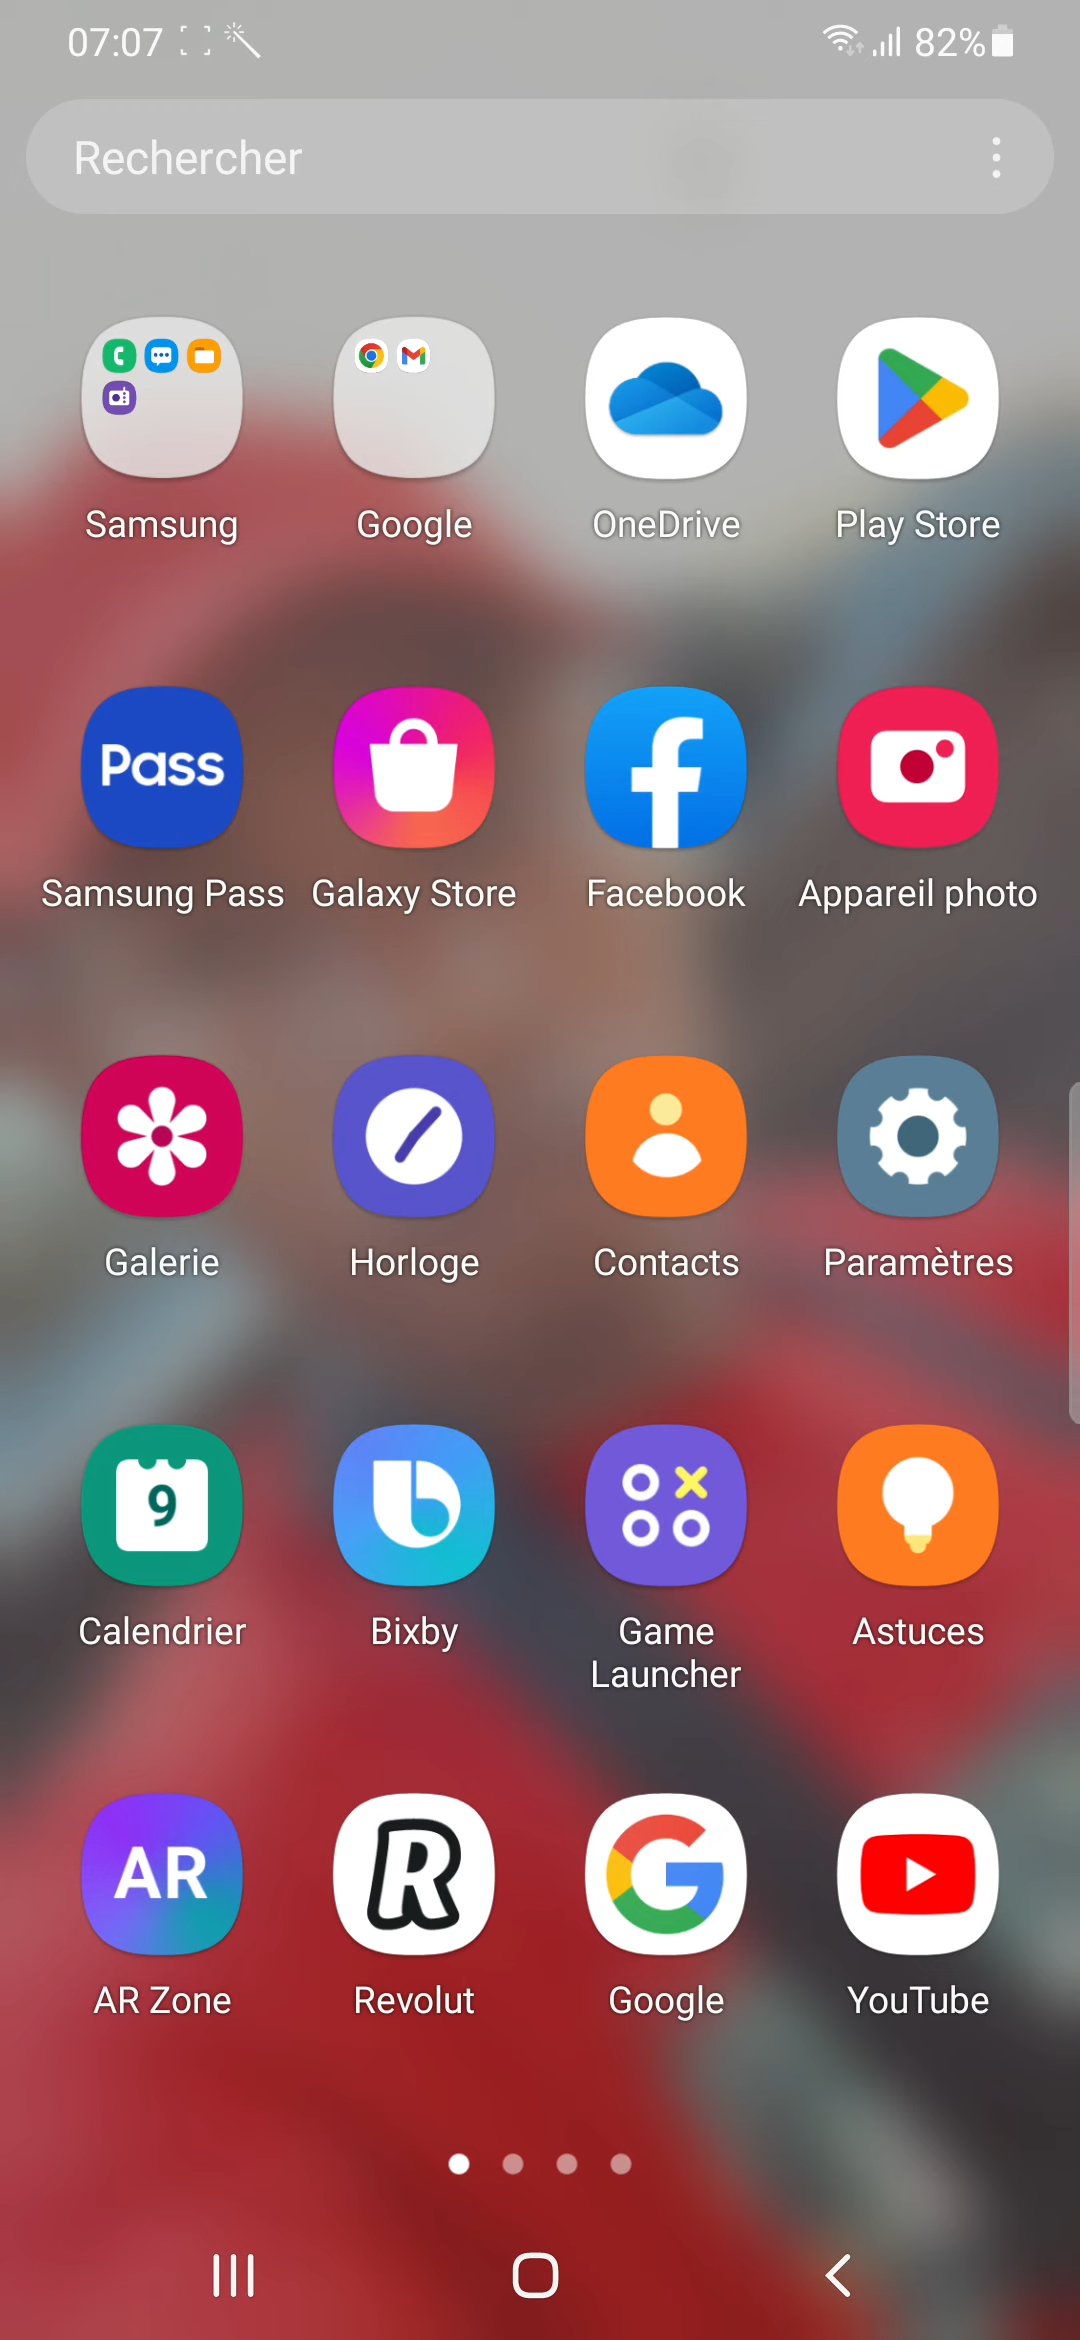 07:07
82%
Rechercher
Samsung
Google
OneDrive
Play Store
Pass
Samsung Pass
Galaxy Store
Facebook
Appareil photo
Galerie
Horloge
Contacts
Paramètres
9
Calendrier
Bixby
Game
Launcher
Astuces
AR
AR Zone
R
Revolut
G
Google
YouTube